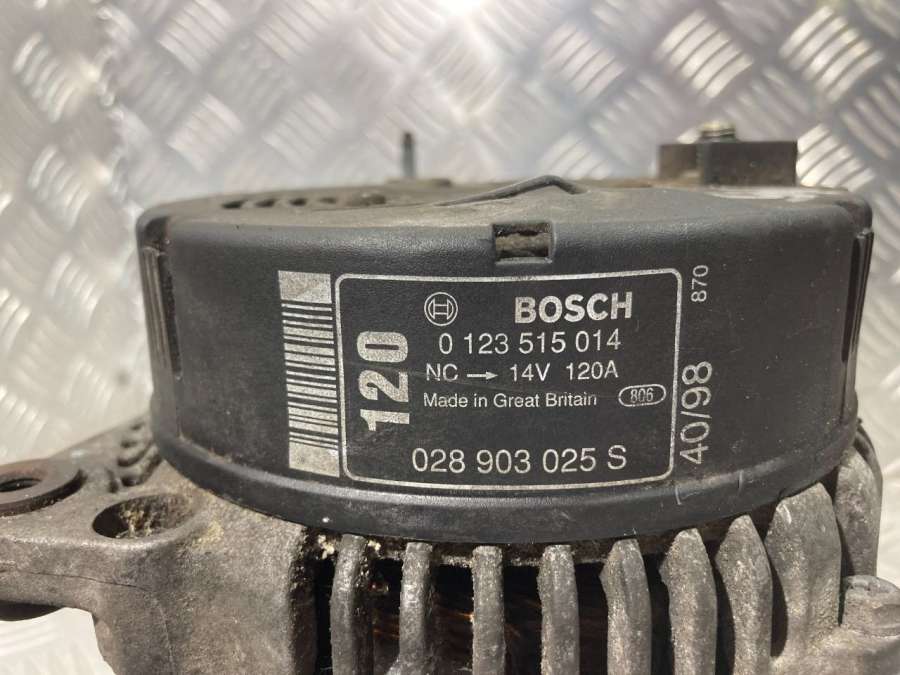 BOSCH
0 123 515 014
NC → 14V 120A
Made in Great Britain 806
028 903 025 S
120
40/98
870